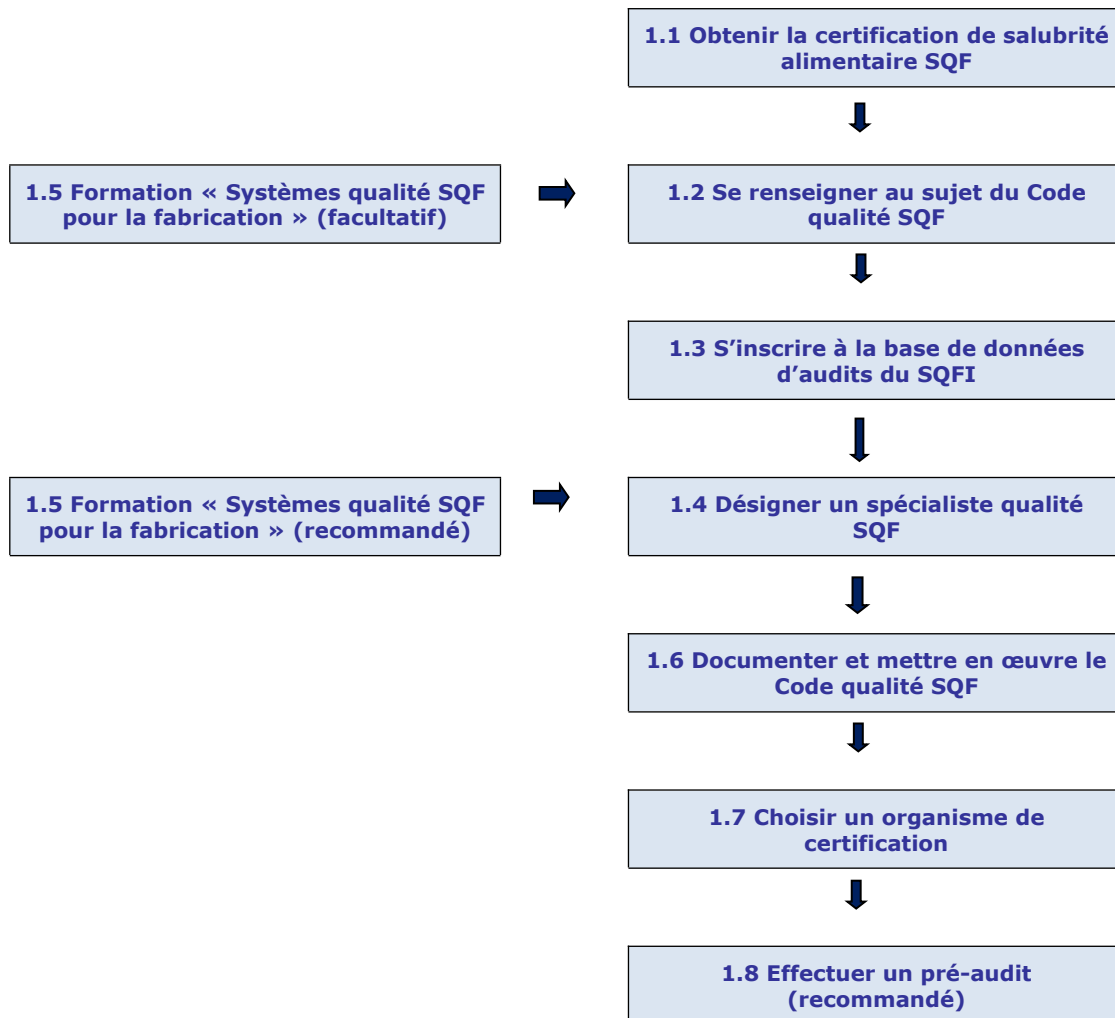 1.1 Obtenir la certification de salubrité
alimentaire SQF
1.5 Formation « Systèmes qualité SQF
pour la fabrication » (facultatif)
1.2 Se renseigner au sujet du Code
qualité SQF
1.3 S’inscrire à la base de données
d’audits du SQFI
1.5 Formation « Systèmes qualité SQF
pour la fabrication » (recommandé)
1.4 Désigner un spécialiste qualité
SQF
1.6 Documenter et mettre en œuvre le
Code qualité SQF
1.7 Choisir un organisme de
certification
1.8 Effectuer un pré-audit
(recommandé)